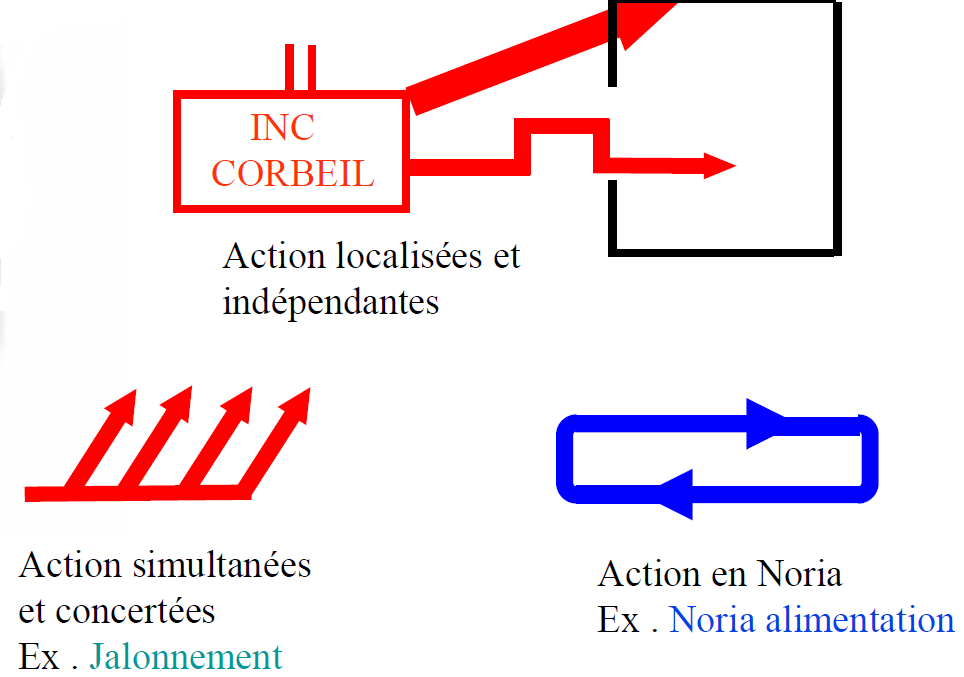 INC
CORBEIL
Action localisées et
indépendantes
Action simultanées
et concertées
Ex . Jalonnement
Action en Noria
Ex . Noria alimentation